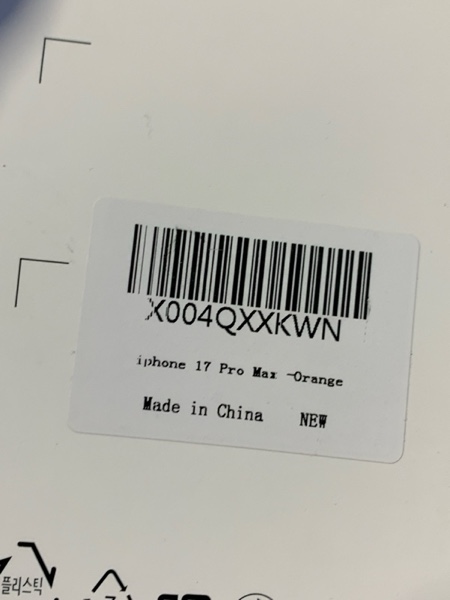 X004QXXKWN
iphone 17 Pro Max -Orange
Made in China NEW
플리스틱